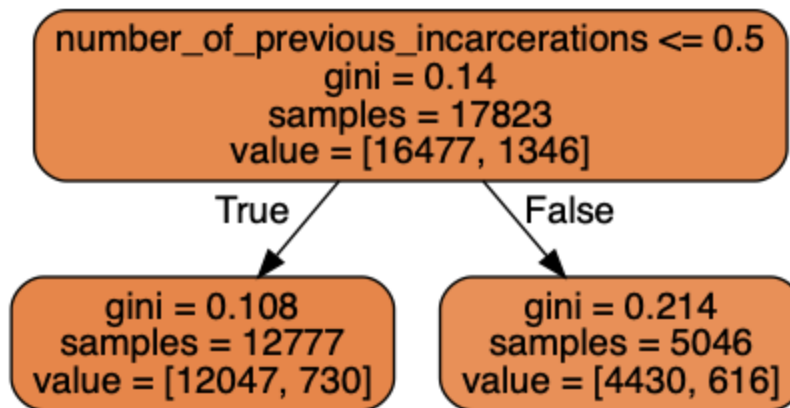 number_of_previous_incarcerations <= 0.5
gini = 0.14
samples = 17823
value = [16477, 1346]
True
False
gini = 0.108
samples = 12777
value = [12047, 730]
gini = 0.214
samples = 5046
value = [4430, 616]